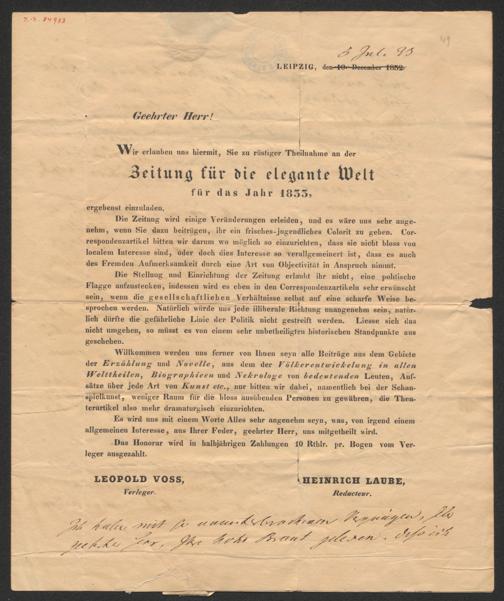 5 Jul. 33
LEIPZIG, den 10. December 1832.
Geehrter Herr!
Wir erlauben uns hiermit, Sie zu rüstiger Theilnahme an der
Zeitung für die elegante Welt
für das Jahr 1833,
ergebenst einzuladen.
Die Zeitung wird einige Veränderungen erleiden, und es wäre uns sehr ange-
nehm, wenn Sie dazu beitrügen, ihr ein frisches-jugendliches Colorit zu geben. Cor-
respondenzartikel bitten wir darum wo möglich so einzurichten, dass sie nicht bloss von
localem Interesse sind, oder doch dies Interesse so verallgemeinert ist, dass es auch
des Fremden Aufmerksamkeit durch eine Art von Objectivität in Anspruch nimmt.
Die Stellung und Einrichtung der Zeitung erlaubt ihr nicht, eine politische
Flagge aufzustecken, indessen wird es eben in den Correspondenzartikeln sehr erwünscht
sein, wenn die gesellschaftlichen Verhältnisse selbst auf eine scharfe Weise be-
sprochen werden. Natürlich würde uns jede illiberale Richtung unangenehm sein, natür-
lich dürfte die gefährliche Linie der Politik nicht gestreift werden. Liesse sich das
nicht umgehen, so müsst es von einem sehr unbetheiligten historischen Standpunkte aus
geschehen.
Willkommen werden uns ferner von Ihnen seyn alle Beiträge aus dem Gebiete
der Erzählung und Novelle, aus dem der Völkerentwickelung in allen
Welttheilen, Biographieen und Nekrologe von bedeutenden Leuten, Auf-
sätze über jede Art von Kunst etc., nur bitten wir dabei, namentlich bei der Schau-
spielkunst, weniger Raum für die bloss ausübenden Personen zu gewähren, die Thea-
terartikel also mehr dramaturgisch einzurichten.
Es wird uns mit einem Worte Alles sehr angenehm seyn, was, von irgend einem
allgemeinen Interesse, aus Ihrer Feder, geehrter Herr, uns mitgetheilt wird.
Das Honorar wird in halbjährigen Zahlungen 10 Rthlr. pr. Bogen vom Ver-
leger ausgezahlt.
LEOPOLD VOSS, HEINRICH LAUBE,
Verleger. Redacteur.
Ich habe mit